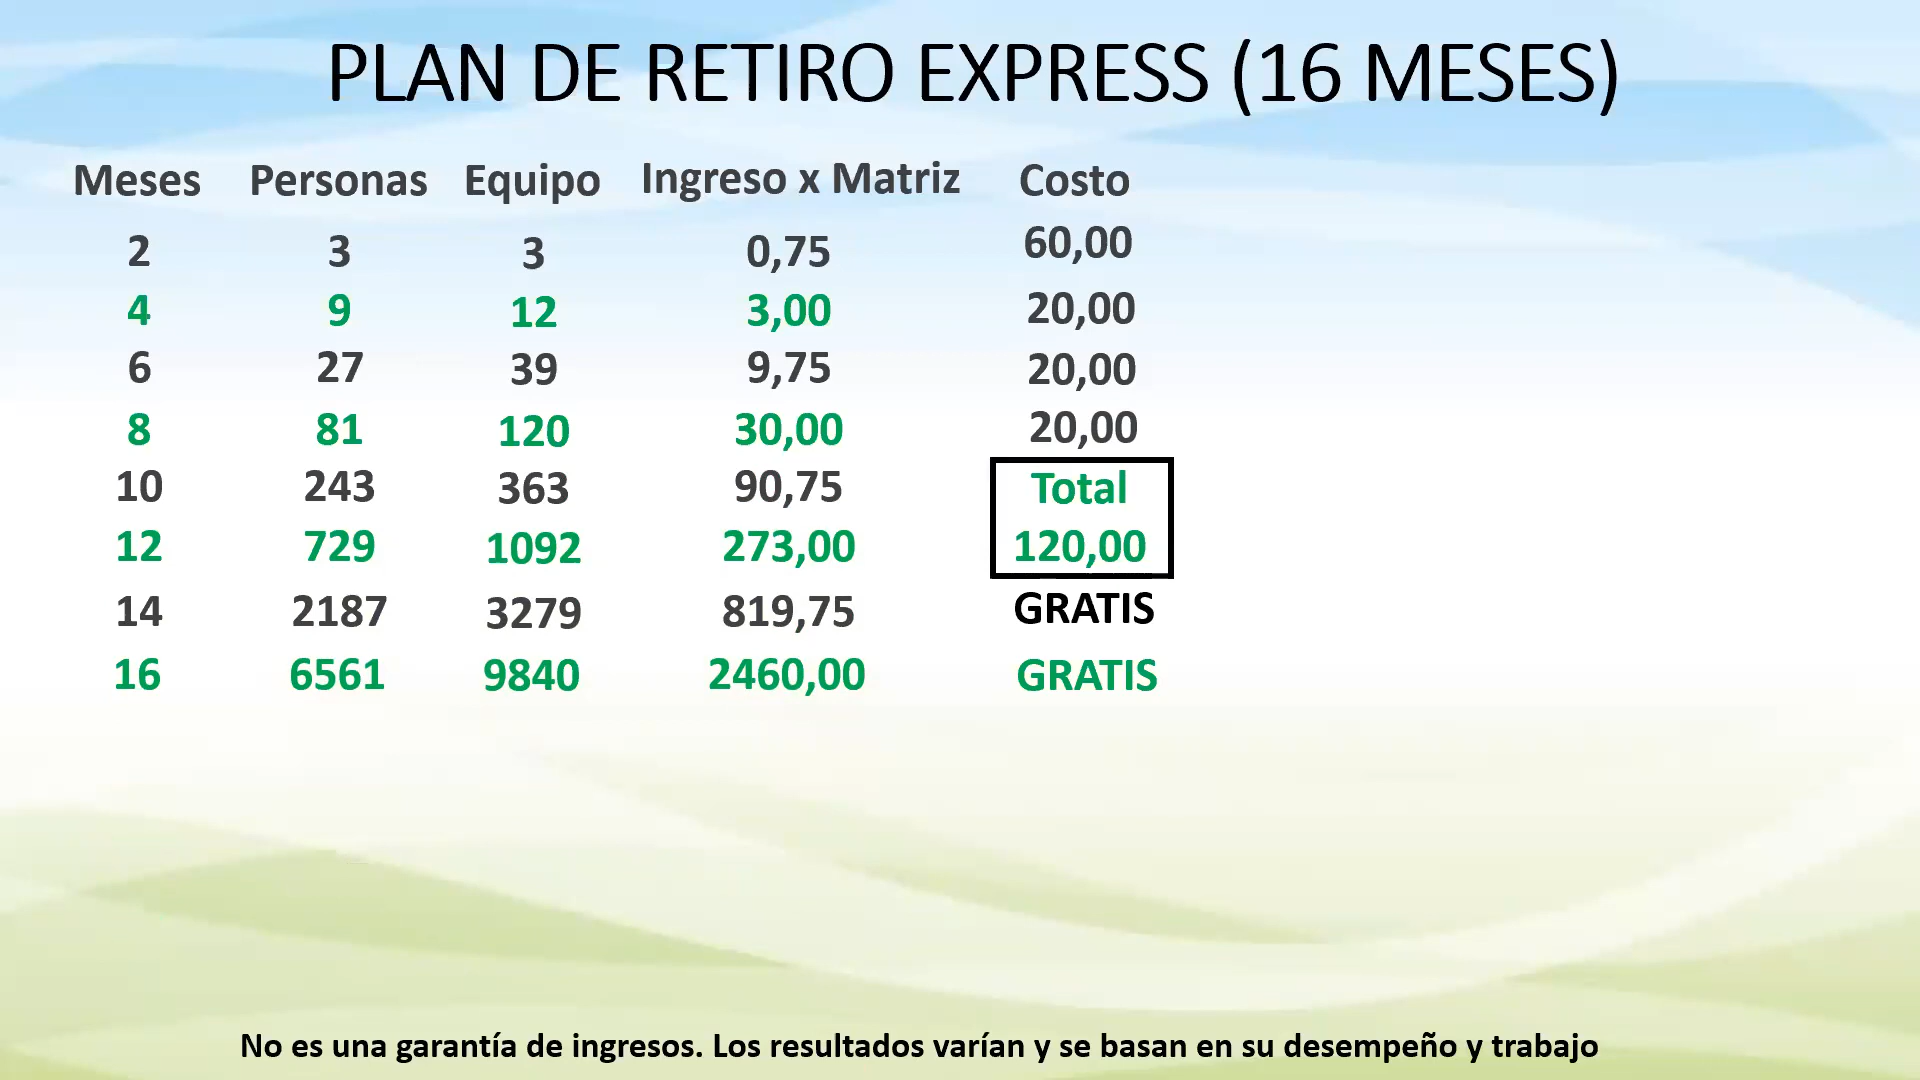 PLAN DE RETIRO EXPRESS (16 MESES)
Meses Personas Equipo Ingreso x Matriz Costo
2 3 3 0,75 60,00
4 9 12 3,00 20,00
6 27 39 9,75 20,00
8 81 120 30,00 20,00
10 243 363 90,75 Total
12 729 1092 273,00 120,00
14 2187 3279 819,75 GRATIS
16 6561 9840 2460,00 GRATIS
No es una garantía de ingresos. Los resultados varían y se basan en su desempeño y trabajo